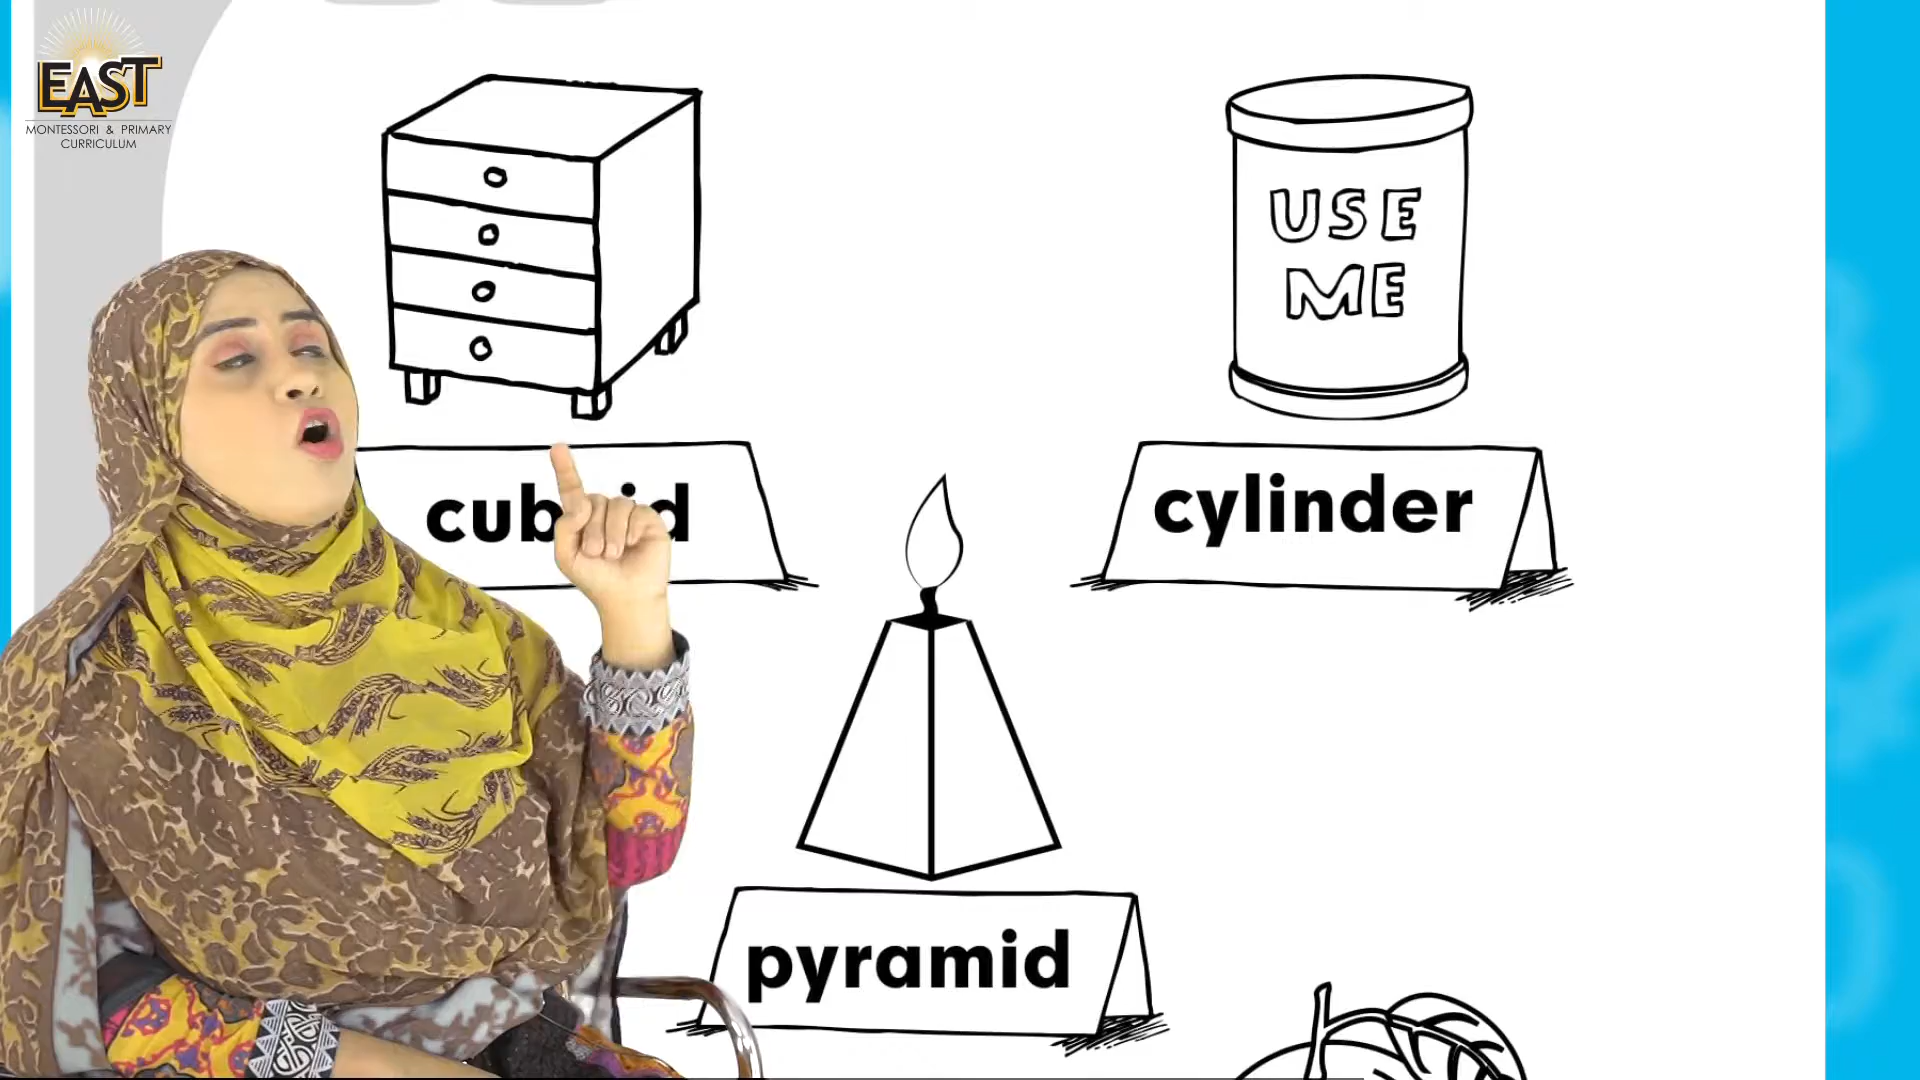 EAST
MONTESSORI & PRIMARY
CURRICULUM
USE
ME
cylinder
pyramid